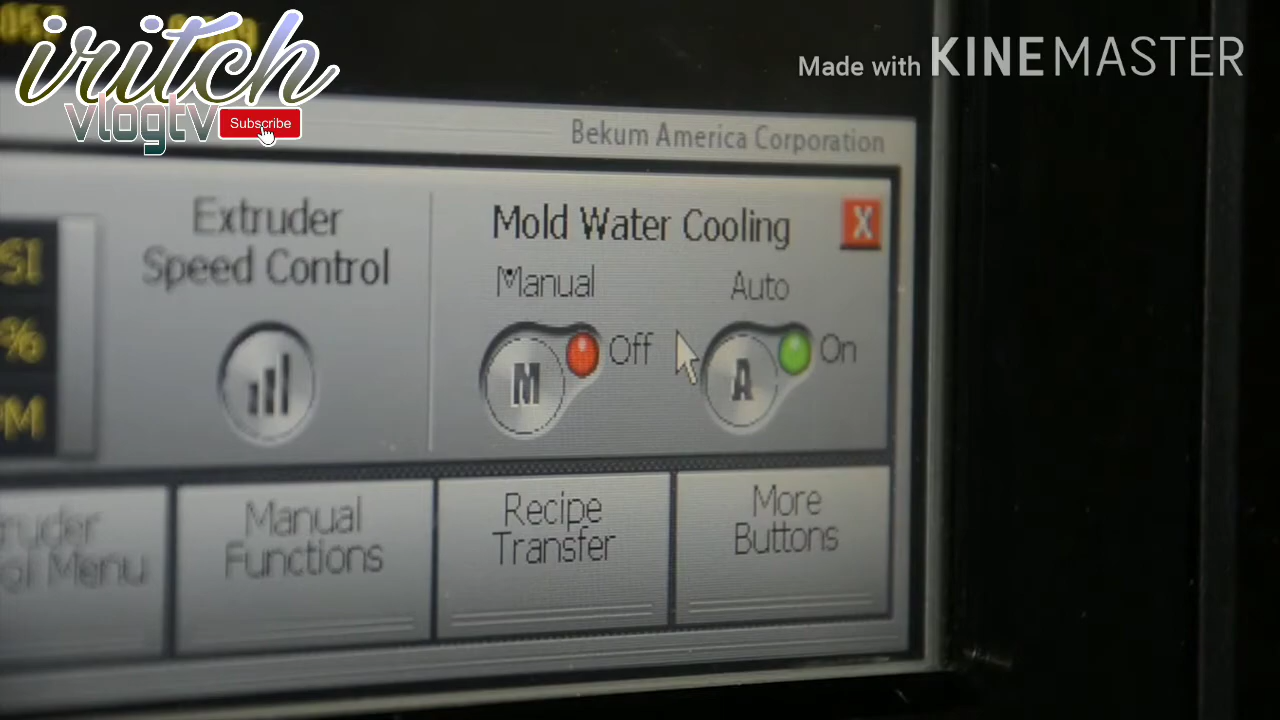 iritch
vlogtv
Subscribe
Made with KINEMASTER
Bekum America Corporation
Extruder
Speed Control
Mold Water Cooling
X
Manual
Auto
M
Off
A
On
%
Manual
Functions
Recipe
Transfer
More
Buttons
Menu